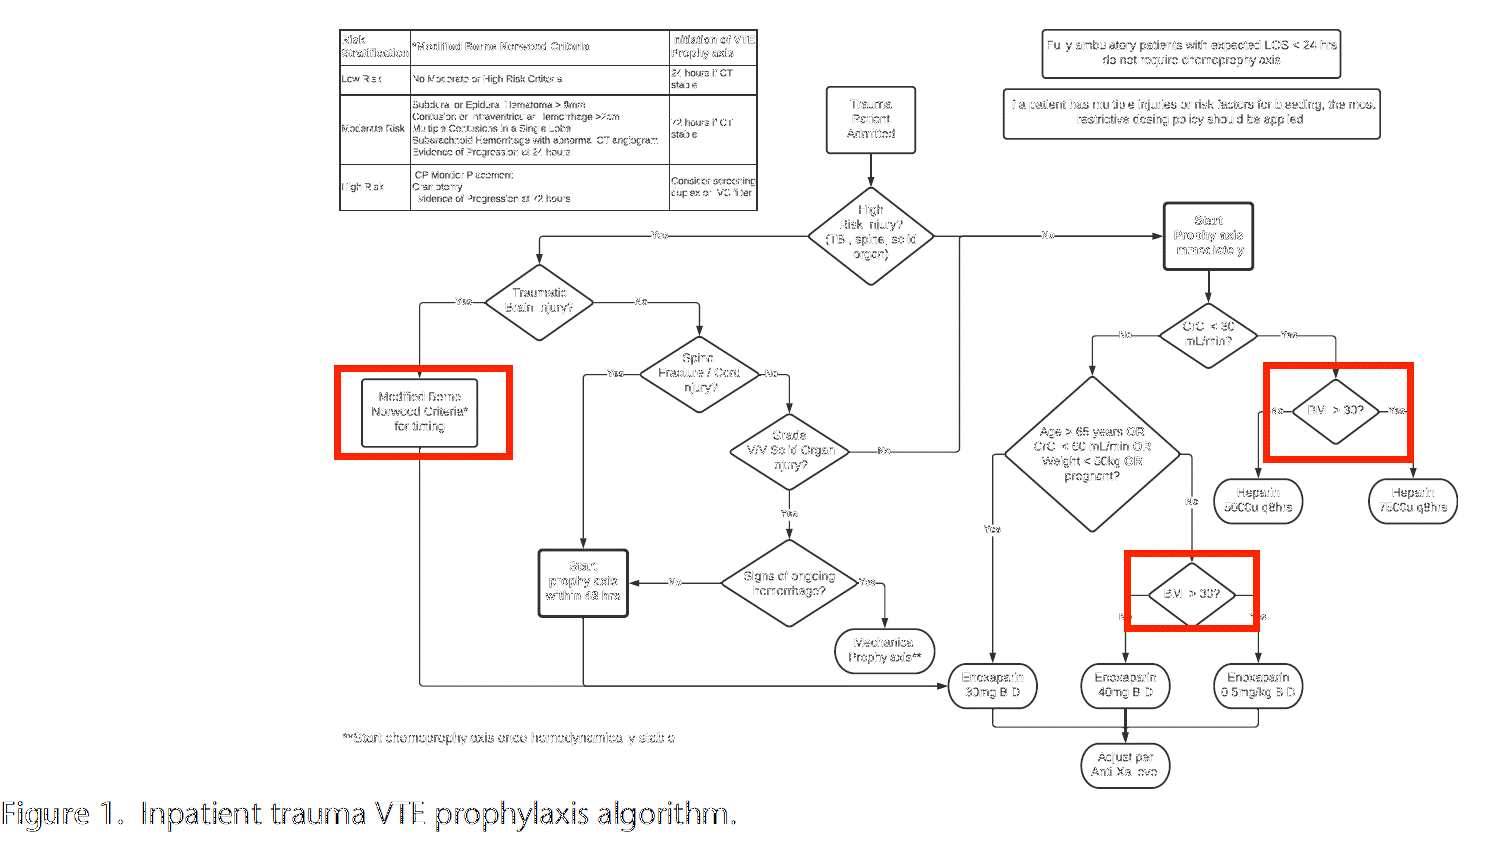 Risk
Stratification
*Modified Berne Norwood Criteria
Initiation of VTE
Prophylaxis
Low Risk
No Moderate or High Risk Criteria
24 hours if CT
stable
Moderate Risk
Subdural or Epidural Hematoma > 9mm
Contusion or Intraventricular Hemorrhage >2cm
Multiple Contusions in a Single Lobe
Subarachnoid Hemorrhage with abnormal CT angiogram
Evidence of Progression at 24 hours
72 hours if CT
stable
High Risk
ICP Monitor Placement
Craniotomy
Evidence of Progression at 72 hours
Consider screening
duplex or IVC filter
Fully ambulatory patients with expected LOS < 24 hrs
do not require chemoprophylaxis
If a patient has multiple injuries or risk factors for bleeding, the most
restrictive dosing policy should be applied
Trauma
Patient
Admitted
High
Risk Injury?
(TBI, spine, solid
organ)
Yes
No
Start
Prophylaxis
Immediately
Traumatic
Brain Injury?
Yes
No
CrCl < 30
mL/min?
No
Yes
Spine
Fracture / Cord
Injury?
Yes
No
Modified Berne
Norwood Criteria*
for timing
BMI > 30?
No
Yes
Grade
IV/V Solid Organ
Injury?
No
Yes
Age > 65 years OR
CrCl < 60 mL/min OR
Weight < 50kg OR
pregnant?
Yes
No
Heparin
5000u q8hrs
Heparin
7500u q8hrs
Start
prophylaxis
within 48 hrs
Signs of ongoing
hemorrhage?
No
Yes
BMI > 30?
No
Yes
Mechanical
Prophylaxis**
Enoxaparin
30mg BID
Enoxaparin
40mg BID
Enoxaparin
0.5mg/kg BID
**Start chemoprophylaxis once hemodynamically stable
Adjust per
Anti-Xa level
Figure 1. Inpatient trauma VTE prophylaxis algorithm.